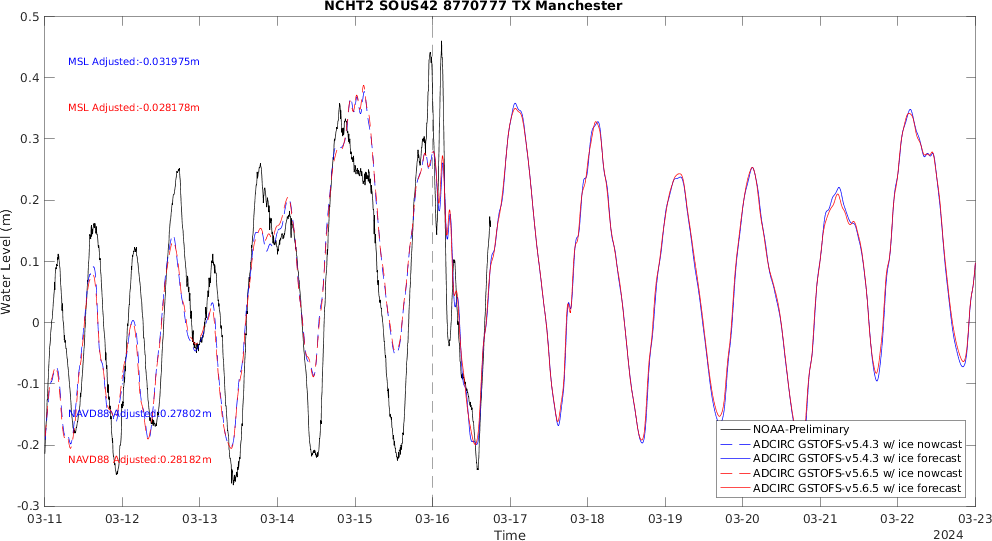 NCHT2 SOUS42 8770777 TX Manchester
0.5
0.4
0.3
0.2
0.1
0
-0.1
-0.2
-0.3
Water Level (m)
MSL Adjusted:-0.031975m
MSL Adjusted:-0.028178m
NAVD88 Adjusted:0.27802m
NAVD88 Adjusted:0.28182m
NOAA-Preliminary
ADCIRC GSTOFS-v5.4.3 w/ ice nowcast
ADCIRC GSTOFS-v5.4.3 w/ ice forecast
ADCIRC GSTOFS-v5.6.5 w/ ice nowcast
ADCIRC GSTOFS-v5.6.5 w/ ice forecast
03-11 03-12 03-13 03-14 03-15 03-16 03-17 03-18 03-19 03-20 03-21 03-22 03-23
Time
2024